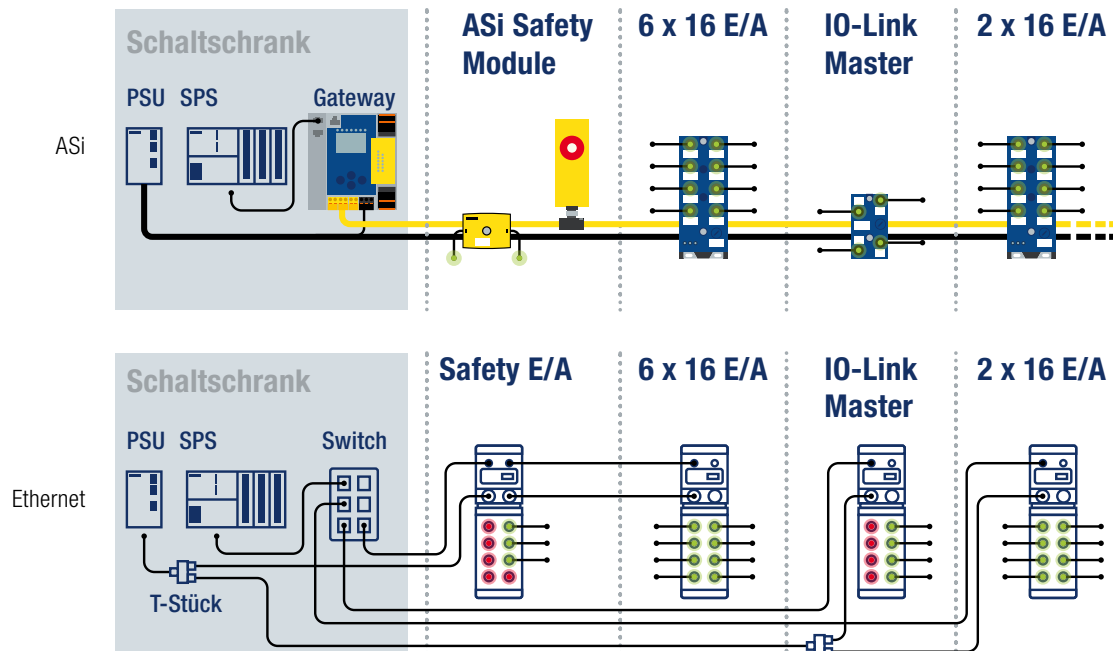 Schaltschrank
ASi Safety
Module
6 x 16 E/A
IO-Link
Master
2 x 16 E/A
PSU
SPS
Gateway
ASi
Schaltschrank
Safety E/A
6 x 16 E/A
IO-Link
Master
2 x 16 E/A
PSU
SPS
Switch
Ethernet
T-Stück